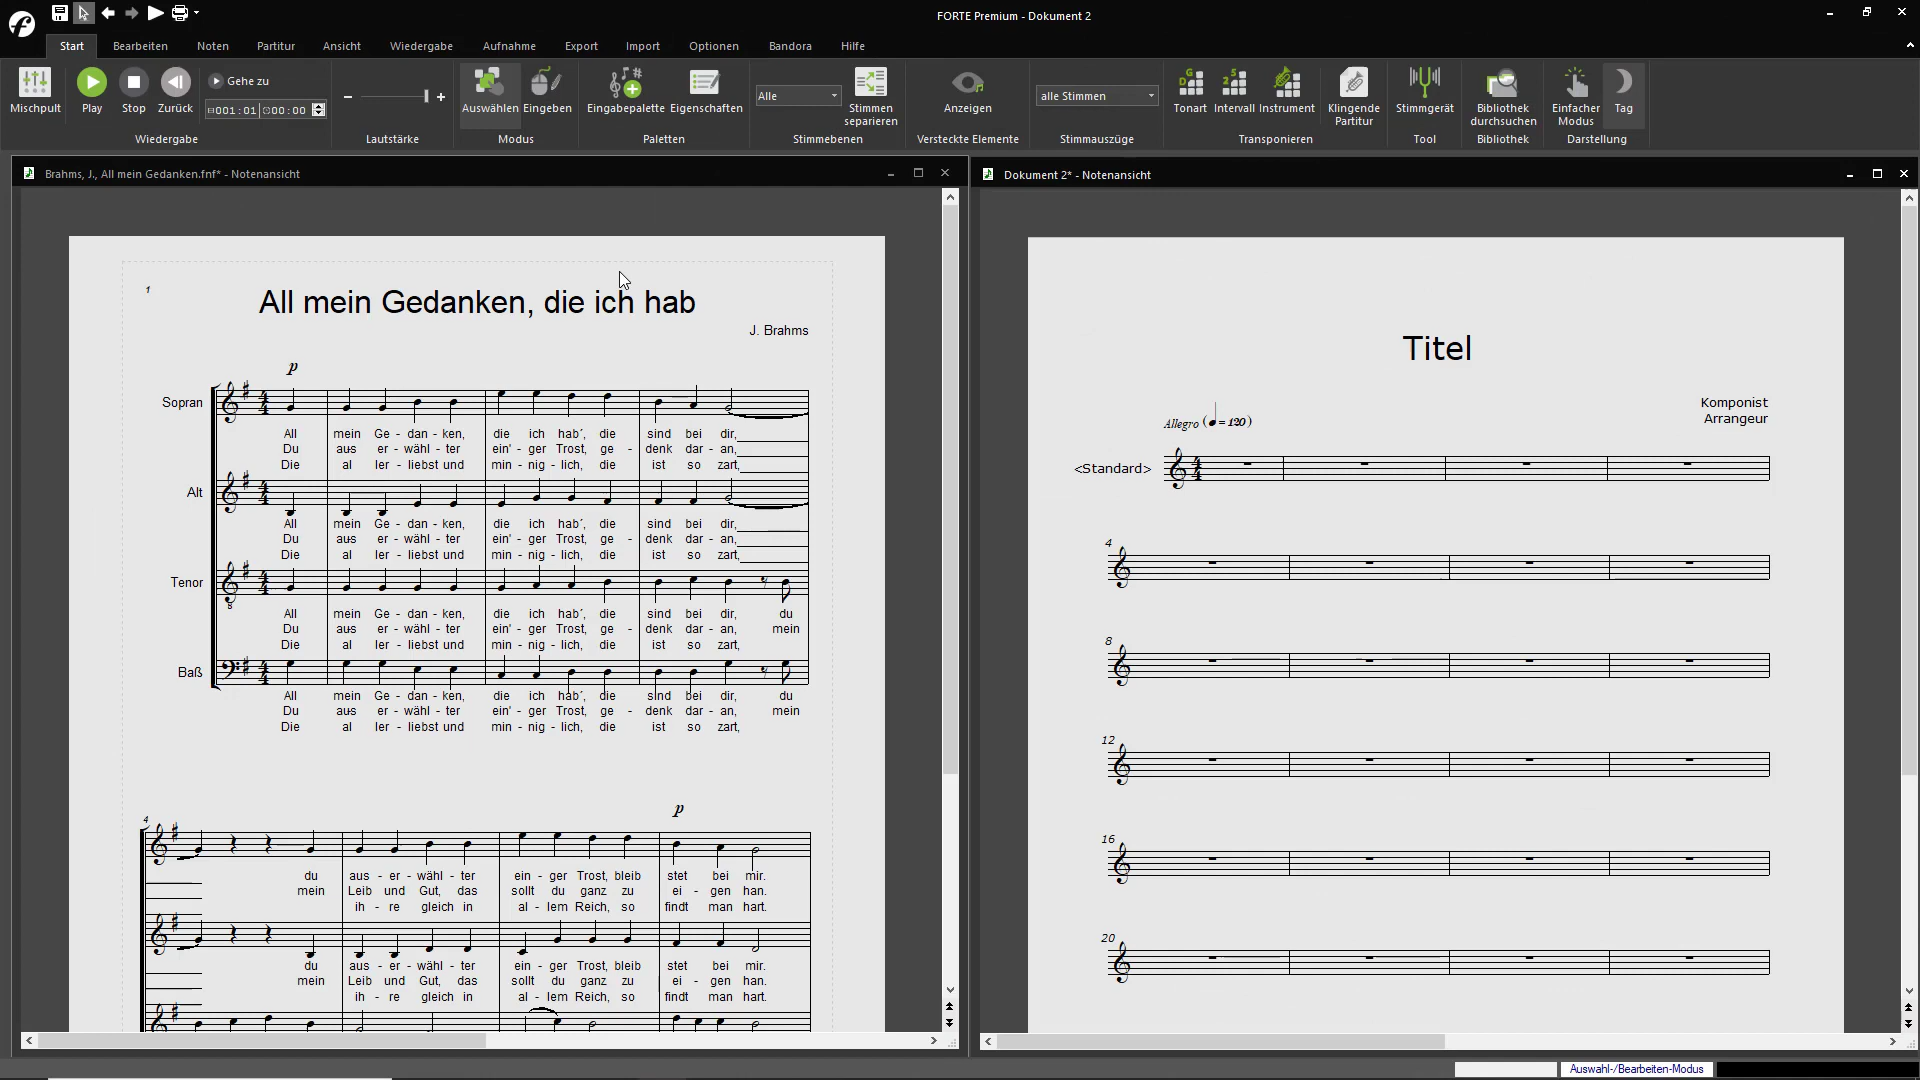 FORTE Premium - Dokument 2
Start Bearbeiten Noten Partitur Ansicht Wiedergabe Aufnahme Export Import Optionen Bandora Hilfe
Mischpult Play Stop Zurück Gehe zu 001:01 00:00 Auswählen Eingeben Eingabepalette Eigenschaften Alle Stimmen separieren Anzeigen alle Stimmen Tonart Intervall Instrument Klingende Partitur Stimmgerät Bibliothek durchsuchen Einfacher Modus Tag
Wiedergabe Lautstärke Modus Paletten Stimmebenen Versteckte Elemente Stimmauszüge Transponieren Tool Bibliothek Darstellung
Brahms, J., All mein Gedanken.fnf* - Notenansicht
1
All mein Gedanken, die ich hab
J. Brahms
p
Sopran
All mein Ge - dan - ken, die ich hab´, die sind bei dir,
Du aus er - wähl - ter ein' - ger Trost, ge - denk dar - an,
Die al ler - liebst und min - nig - lich, die ist so zart,
Alt
All mein Ge - dan - ken, die ich hab´, die sind bei dir,
Du aus er - wähl - ter ein' - ger Trost, ge - denk dar - an,
Die al ler - liebst und min - nig - lich, die ist so zart,
Tenor
All mein Ge - dan - ken, die ich hab´, die sind bei dir, du
Du aus er - wähl - ter ein' - ger Trost, ge - denk dar - an, mein
Die al ler - liebst und min - nig - lich, die ist so zart,
Baß
All mein Ge - dan - ken, die ich hab´, die sind bei dir, du
Du aus er - wähl - ter ein' - ger Trost, ge - denk dar - an, mein
Die al ler - liebst und min - nig - lich, die ist so zart,
p
4
du aus - er - wähl - ter ein - ger Trost, bleib stet bei mir.
mein Leib und Gut, das sollt du ganz zu ei - gen han.
ih - re gleich in al - lem Reich, so findt man hart.
du aus - er - wähl - ter ein - ger Trost, bleib stet bei mir.
mein Leib und Gut, das sollt du ganz zu ei - gen han.
ih - re gleich in al - lem Reich, so findt man hart.
Dokument 2* - Notenansicht
Titel
Komponist
Arrangeur
Allegro (♩=120)
<Standard>
4
8
12
16
20
Auswahl-/Bearbeiten-Modus